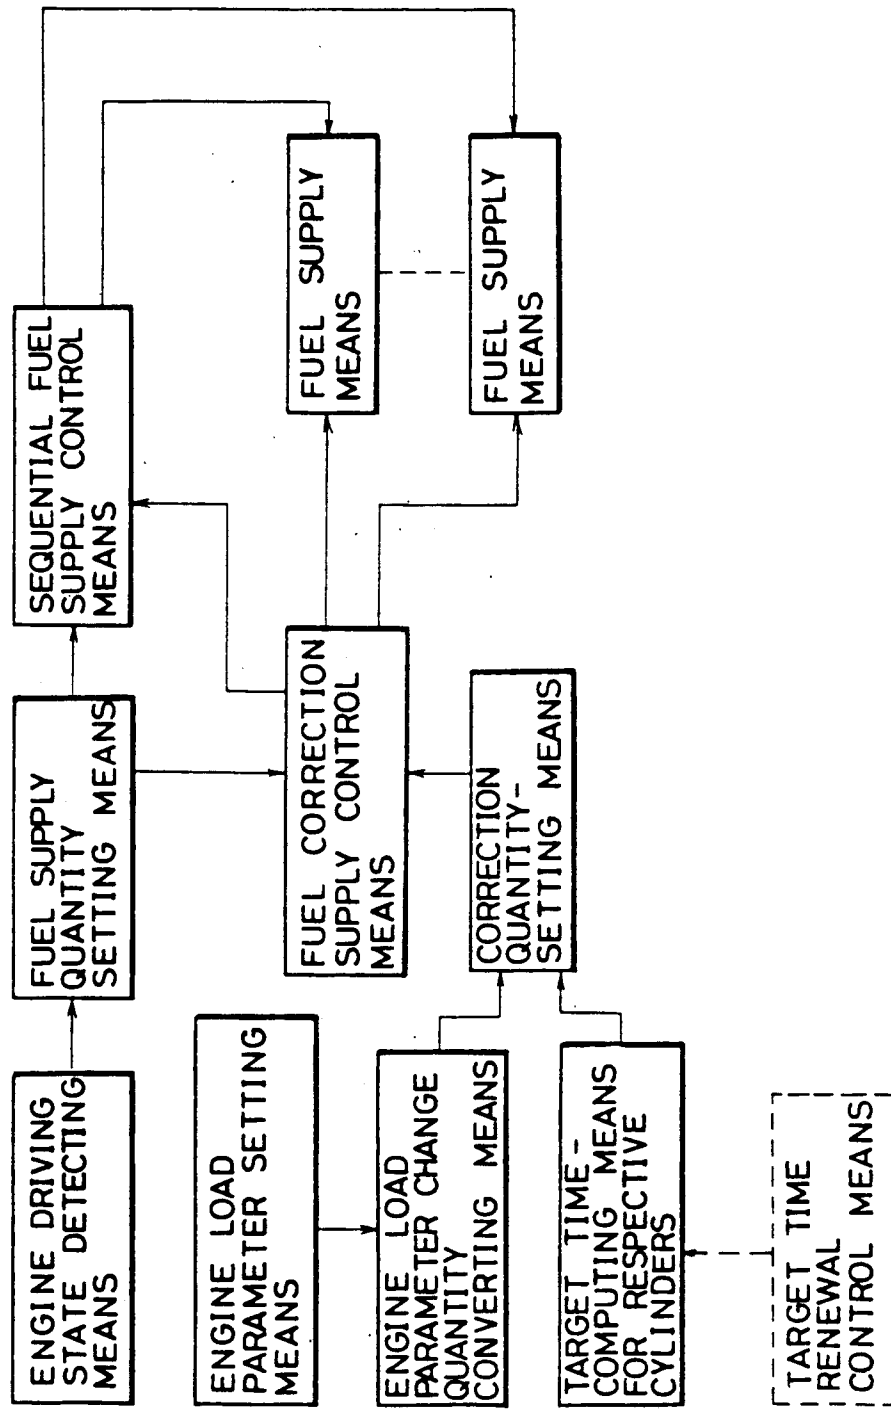 ENGINE DRIVING
STATE DETECTING
MEANS
FUEL SUPPLY
QUANTITY
SETTING MEANS
SEQUENTIAL FUEL
SUPPLY CONTROL
MEANS
ENGINE LOAD
PARAMETER SETTING
MEANS
FUEL CORRECTION
SUPPLY CONTROL
MEANS
FUEL SUPPLY
MEANS
ENGINE LOAD
PARAMETER CHANGE
QUANTITY
CONVERTING MEANS
CORRECTION
QUANTITY-
SETTING MEANS
FUEL SUPPLY
MEANS
TARGET TIME-
COMPUTING MEANS
FOR RESPECTIVE
CYLINDERS
TARGET TIME
RENEWAL
CONTROL MEANS